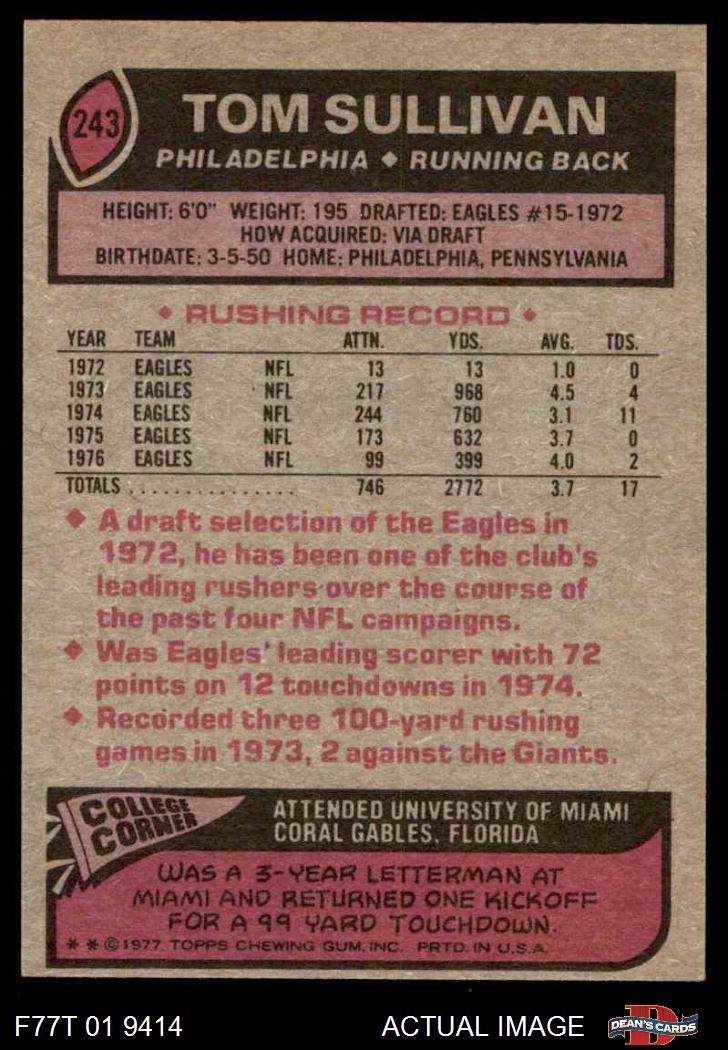 243
TOM SULLIVAN
PHILADELPHIA ◆ RUNNING BACK
HEIGHT: 6'0" WEIGHT: 195 DRAFTED: EAGLES #15-1972
HOW ACQUIRED: VIA DRAFT
BIRTHDATE: 3-5-50 HOME: PHILADELPHIA, PENNSYLVANIA
◆ RUSHING RECORD ◆
YEAR TEAM ATTN. YDS. AVG. TDS.
1972 EAGLES NFL 13 13 1.0 0
1973 EAGLES NFL 217 968 4.5 4
1974 EAGLES NFL 244 760 3.1 11
1975 EAGLES NFL 173 632 3.7 0
1976 EAGLES NFL 99 399 4.0 2
TOTALS ............... 746 2772 3.7 17
◆ A draft selection of the Eagles in
1972, he has been one of the club's
leading rushers over the course of
the past four NFL campaigns.
◆ Was Eagles' leading scorer with 72
points on 12 touchdowns in 1974.
◆ Recorded three 100-yard rushing
games in 1973, 2 against the Giants.
COLLEGE
CORNER
ATTENDED UNIVERSITY OF MIAMI
CORAL GABLES, FLORIDA
WAS A 3-YEAR LETTERMAN AT
MIAMI AND RETURNED ONE KICKOFF
FOR A 99 YARD TOUCHDOWN.
* * © 1977 TOPPS CHEWING GUM, INC. PRTD. IN U.S.A.
F77T 01 9414
ACTUAL IMAGE
D
DEAN'S CARDS